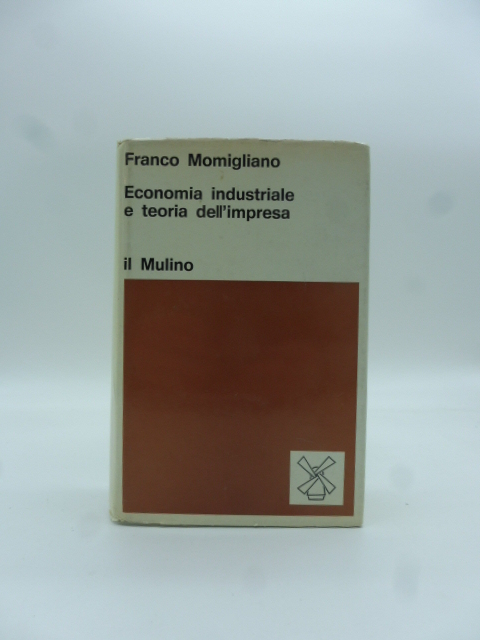 Franco Momigliano
Economia industriale
e teoria dell'impresa
il Mulino